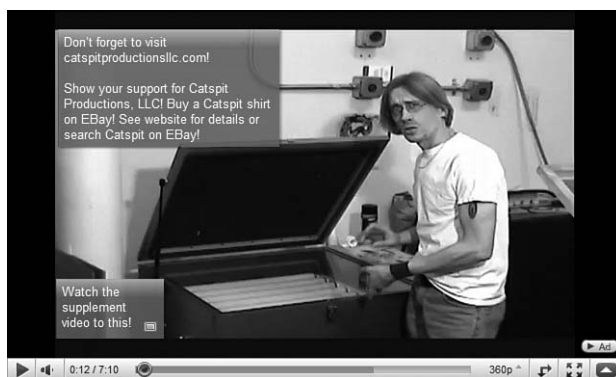 Don't forget to visit
catspitproductionsllc.com!
Show your support for Catspit
Productions, LLC! Buy a Catspit shirt
on EBay! See website for details or
search Catspit on EBay!
Watch the
supplement
video to this!
Ad
0:12 / 7:10 360p